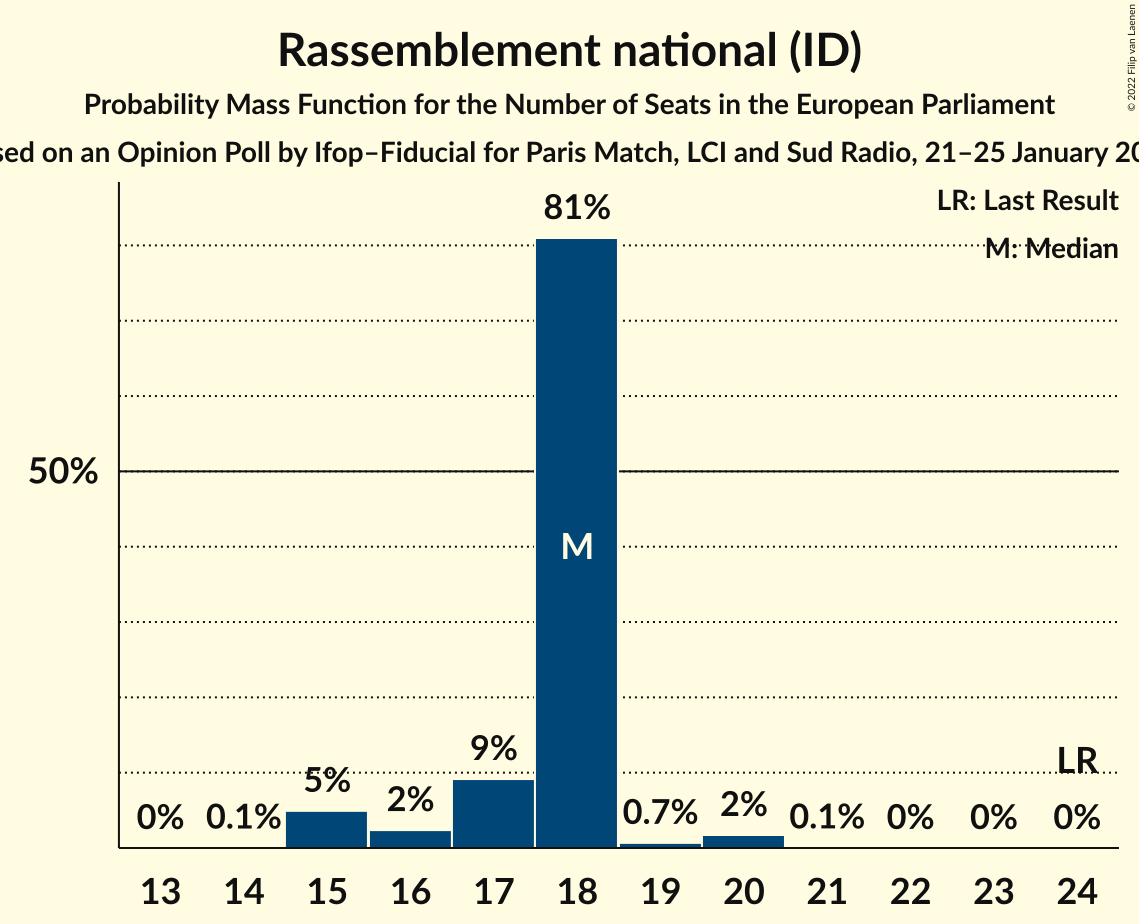 Rassemblement national (ID)
Probability Mass Function for the Number of Seats in the European Parliament
on an Opinion Poll by Ifop–Fiducial for Paris Match, LCI and Sud Radio, 21–25 January
© 2022 Filip van Laenen
LR: Last Result
M: Median
81%
50%
M
9%
LR
5%
2%
2%
0%
0.1%
0.7%
0.1%
0%
0%
0%
13 14 15 16 17 18 19 20 21 22 23 24